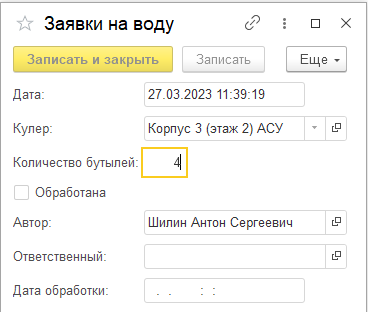 Заявки на воду
Записать и закрыть Записать Еще
Дата: 27.03.2023 11:39:19
Кулер: Корпус 3 (этаж 2) АСУ
Количество бутылей: 4
Обработана
Автор: Шилин Антон Сергеевич
Ответственный:
Дата обработки: . . : :